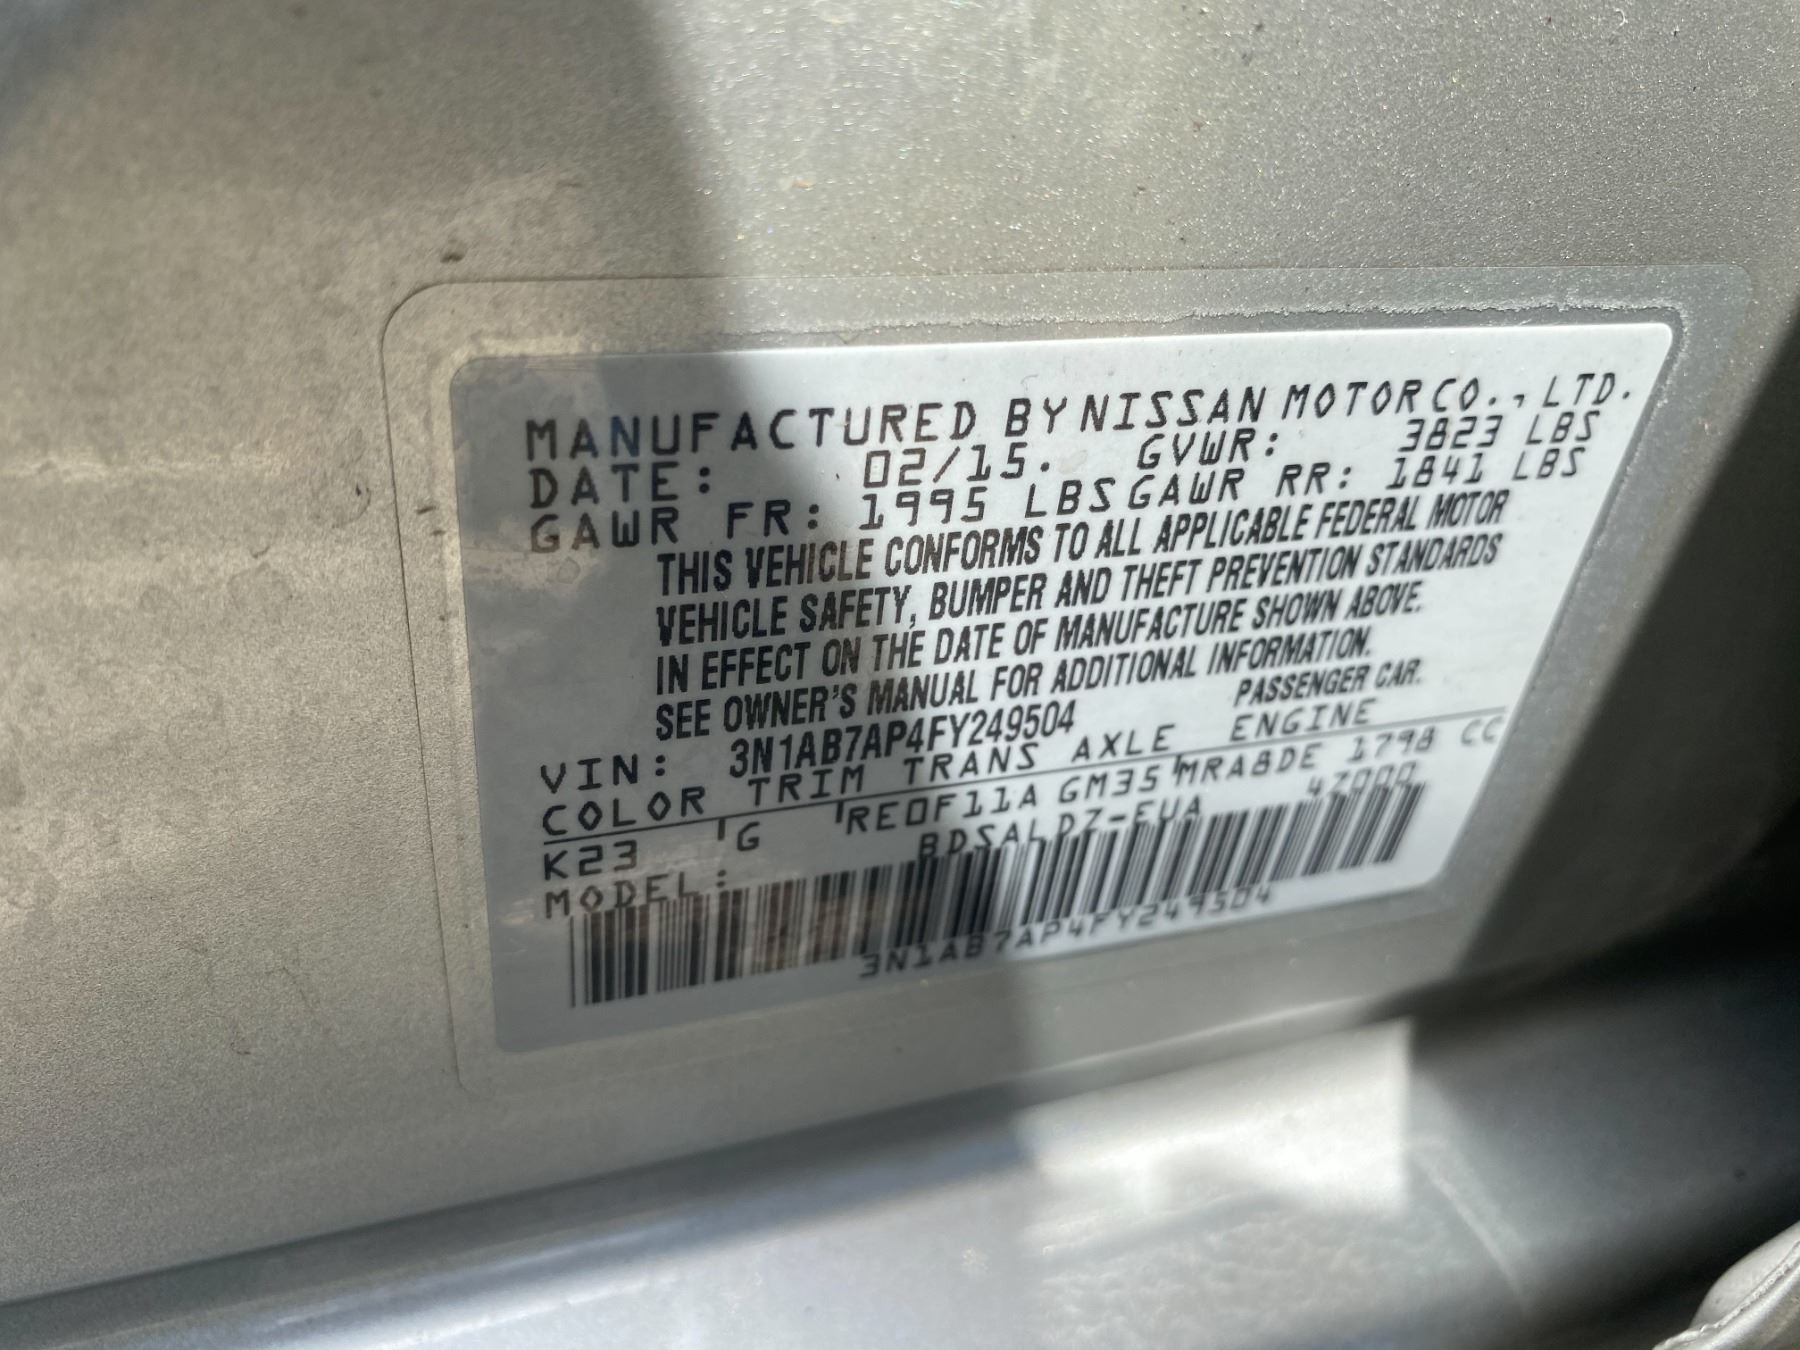 MANUFACTURED BY NISSAN MOTOR CO., LTD.
DATE: 02/15. GVWR: 3823 LBS
GAWR FR: 1995 LBS GAWR RR: 1841 LBS
THIS VEHICLE CONFORMS TO ALL APPLICABLE FEDERAL MOTOR
VEHICLE SAFETY, BUMPER AND THEFT PREVENTION STANDARDS
IN EFFECT ON THE DATE OF MANUFACTURE SHOWN ABOVE.
SEE OWNER'S MANUAL FOR ADDITIONAL INFORMATION.
VIN: 3N1AB7AP4FY249504 PASSENGER CAR.
COLOR TRIM TRANS AXLE ENGINE
K23 G RE0F11A GM35 MRA8DE 1798 CC
MODEL: BDSALDZ-EUA 4Z000
3N1AB7AP4FY249504